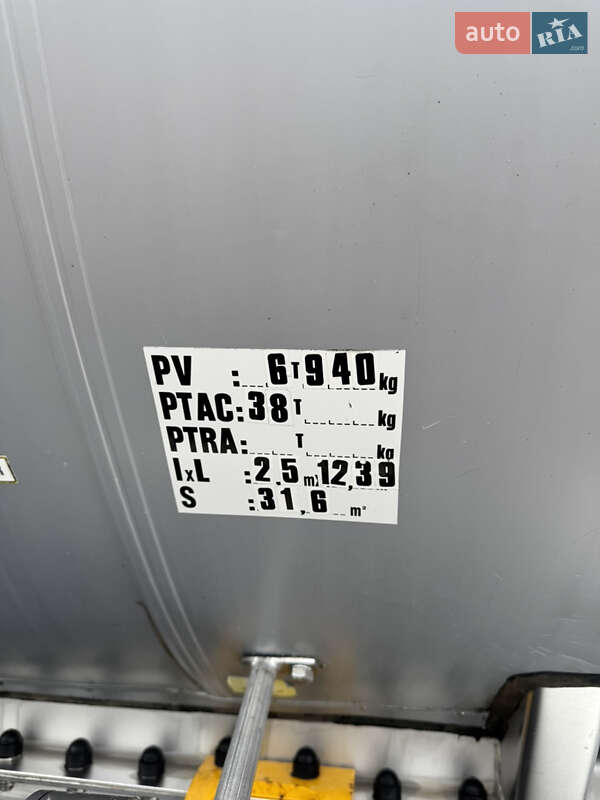 auto RIA .com
PV : 6 T 940 kg
PTAC: 38 T kg
PTRA: T kg
IxL : 2,5 m) 12,39
S : 31,6 m²